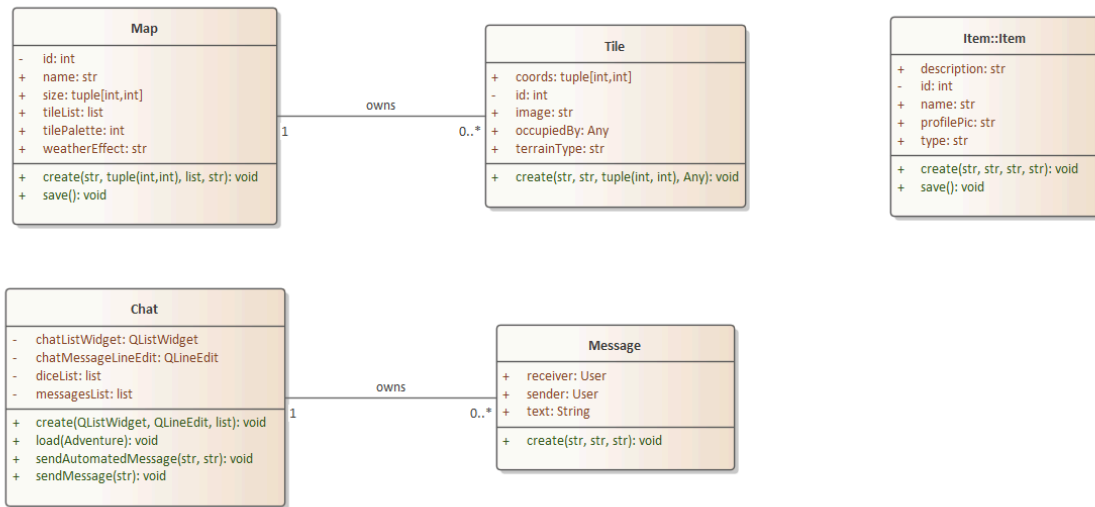 Map
- id: int
+ name: str
+ size: tuple[int,int]
+ tileList: list
+ tilePalette: int
+ weatherEffect: str
+ create(str, tuple(int,int), list, str): void
+ save(): void
owns
1
0..*
Tile
+ coords: tuple[int,int]
- id: int
+ image: str
+ occupiedBy: Any
+ terrainType: str
+ create(str, str, tuple(int, int), Any): void
Item::Item
+ description: str
- id: int
+ name: str
+ profilePic: str
+ type: str
+ create(str, str, str, str): void
+ save(): void
Chat
- chatListWidget: QListWidget
- chatMessageLineEdit: QLineEdit
- diceList: list
- messagesList: list
+ create(QListWidget, QLineEdit, list): void
+ load(Adventure): void
+ sendAutomatedMessage(str, str): void
+ sendMessage(str): void
owns
1
0..*
Message
+ receiver: User
+ sender: User
+ text: String
+ create(str, str, str): void